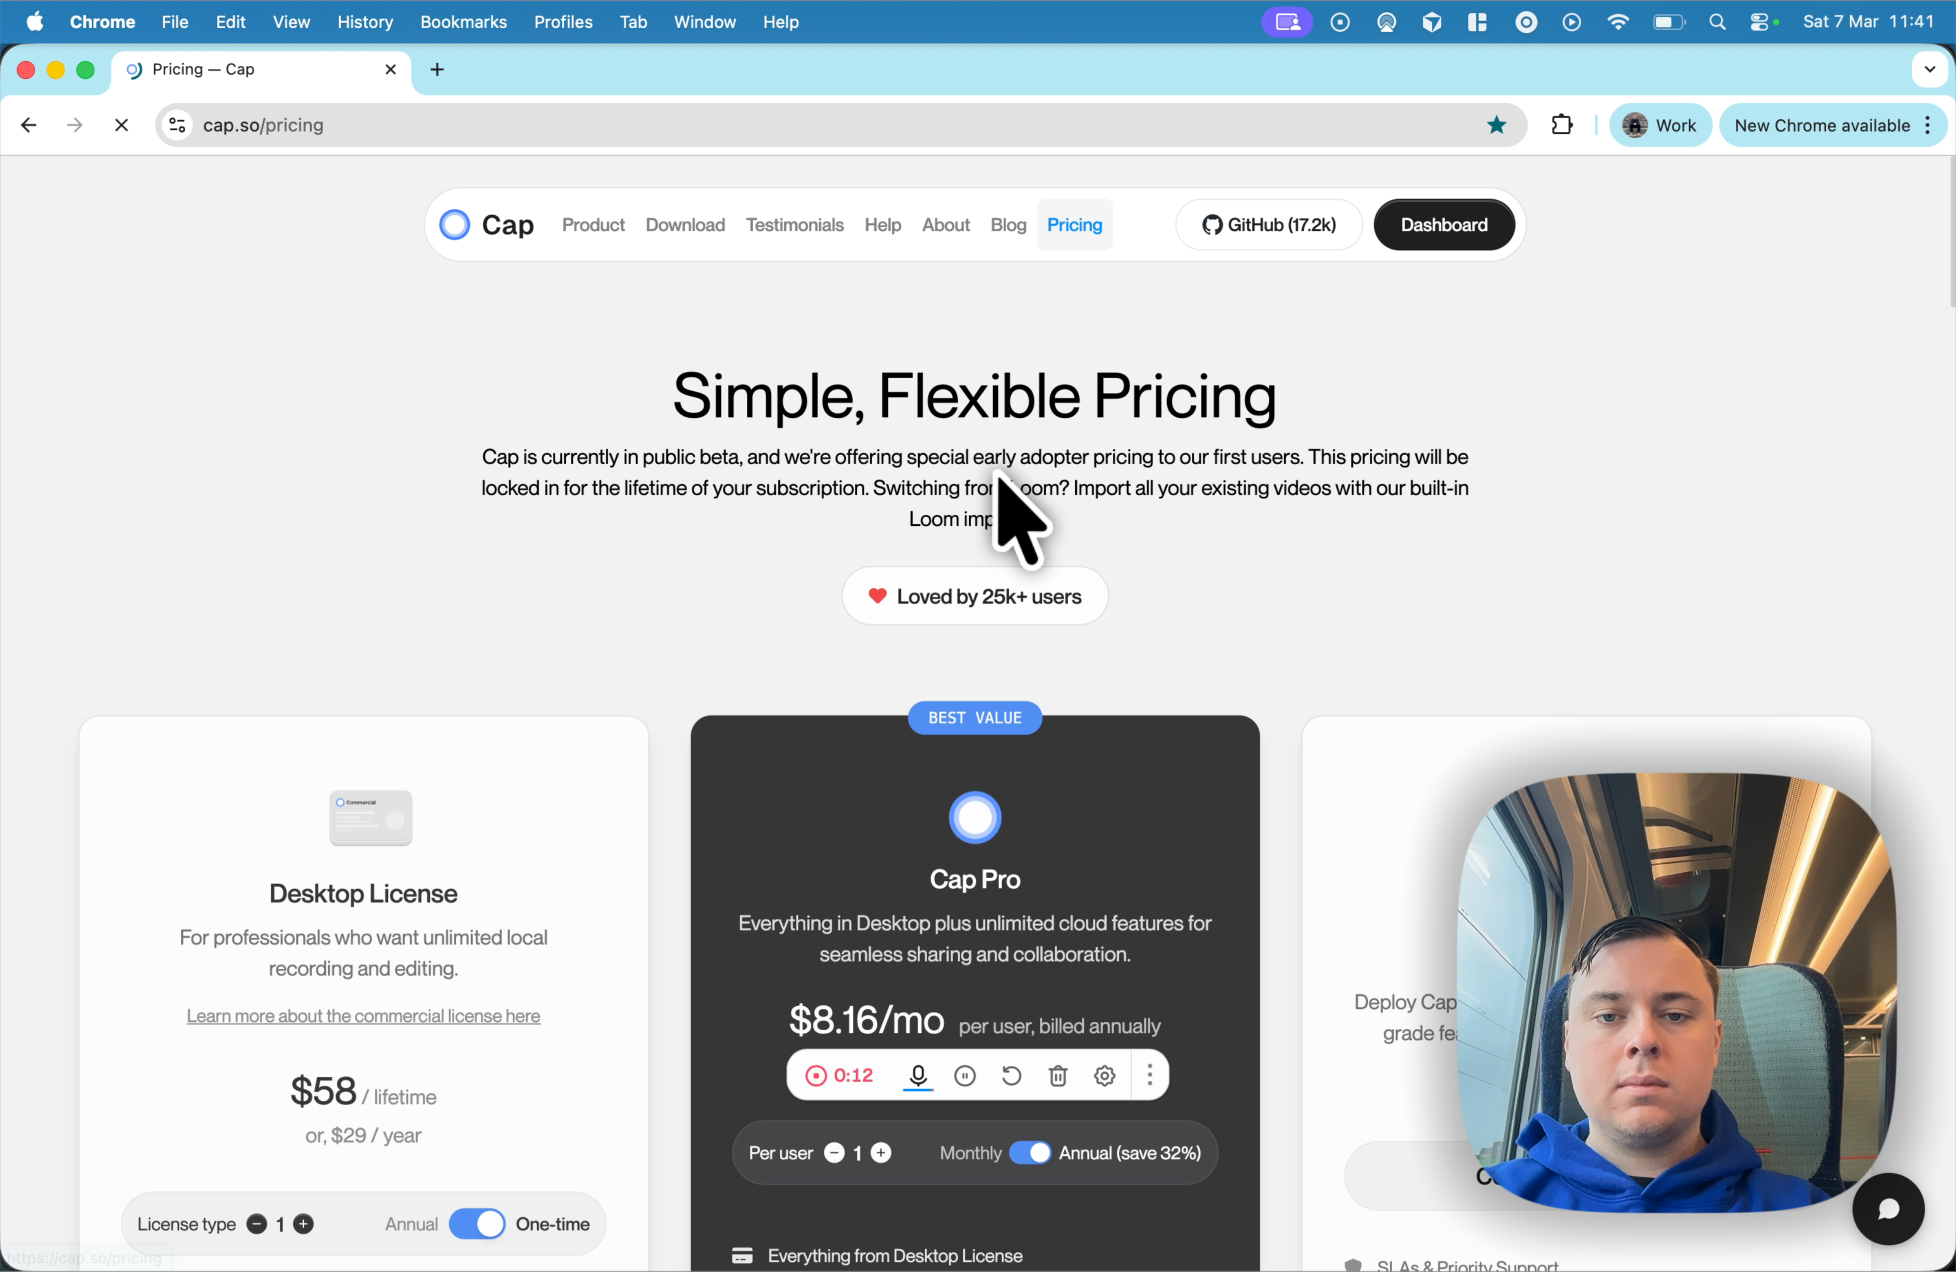 Chrome File Edit View History Bookmarks Profiles Tab Window Help Sat 7 Mar 11:41
Pricing — Cap
cap.so/pricing
Work
New Chrome available
Cap Product Download Testimonials Help About Blog Pricing GitHub (17.2k) Dashboard
Simple, Flexible Pricing
Cap is currently in public beta, and we're offering special early adopter pricing to our first users. This pricing will be
locked in for the lifetime of your subscription. Switching from Loom? Import all your existing videos with our built-in
Loom imp
Loved by 25k+ users
Commercial
Desktop License
For professionals who want unlimited local
recording and editing.
Learn more about the commercial license here
$58 / lifetime
or, $29 / year
License type 1 Annual One-time
BEST VALUE
Cap Pro
Everything in Desktop plus unlimited cloud features for
seamless sharing and collaboration.
$8.16/mo per user, billed annually
0:12
Per user 1 Monthly Annual (save 32%)
Everything from Desktop License
Deploy Cap
grade fe
SLAs & Priority Support
https://cap.so/pricing